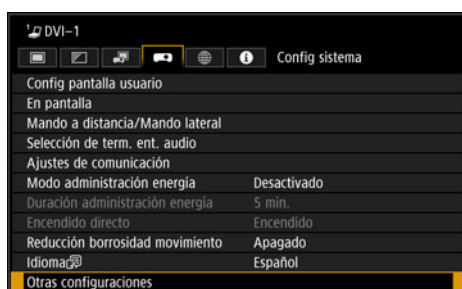 1 DVI-1
Config sistema
Config pantalla usuario
En pantalla
Mando a distancia/Mando lateral
Selección de term. ent. audio
Ajustes de comunicación
Modo administración energía Desactivado
Duración administración energía 5 min.
Encendido directo Encendido
Reducción borrosidad movimiento Apagado
Idioma Español
Otras configuraciones